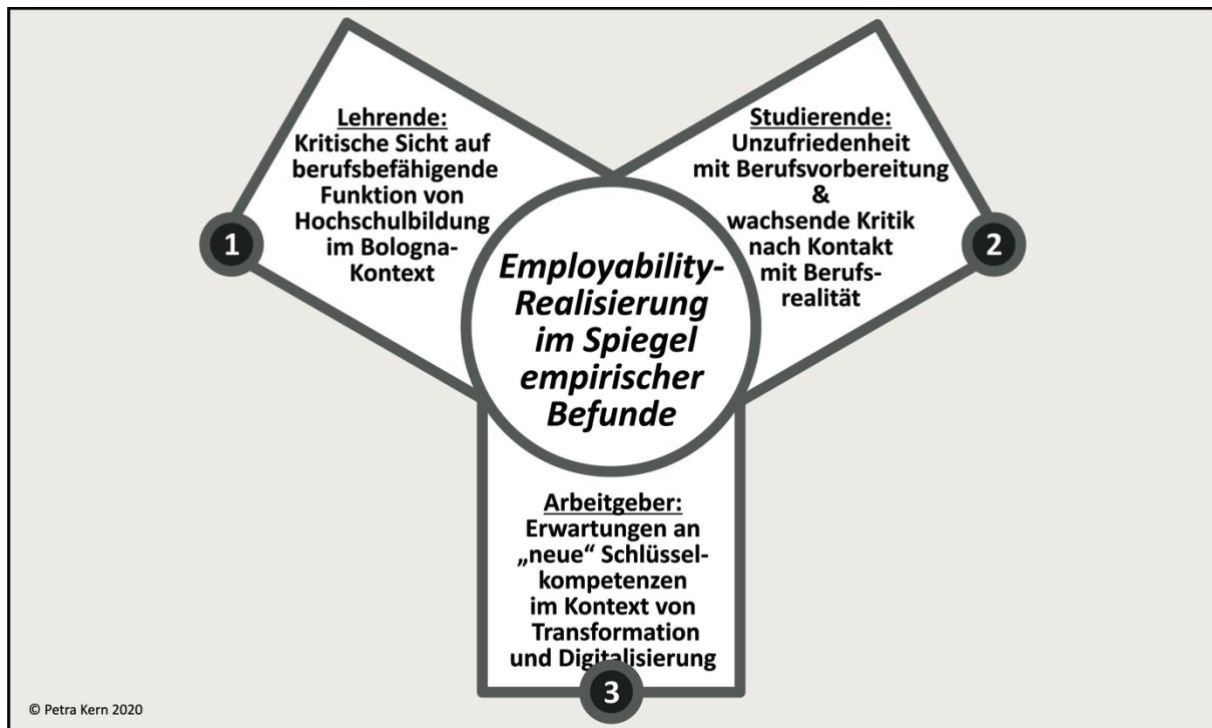 Lehrende:
Kritische Sicht auf
berufsbefähigende
Funktion von
Hochschulbildung
im Bologna-
Kontext
1
Studierende:
Unzufriedenheit
mit Berufsvorbereitung
&
wachsende Kritik
nach Kontakt
mit Berufs-
realität
2
Employability-
Realisierung
im Spiegel
empirischer
Befunde
Arbeitgeber:
Erwartungen an
„neue“ Schlüssel-
kompetenzen
im Kontext von
Transformation
und Digitalisierung
3
© Petra Kern 2020